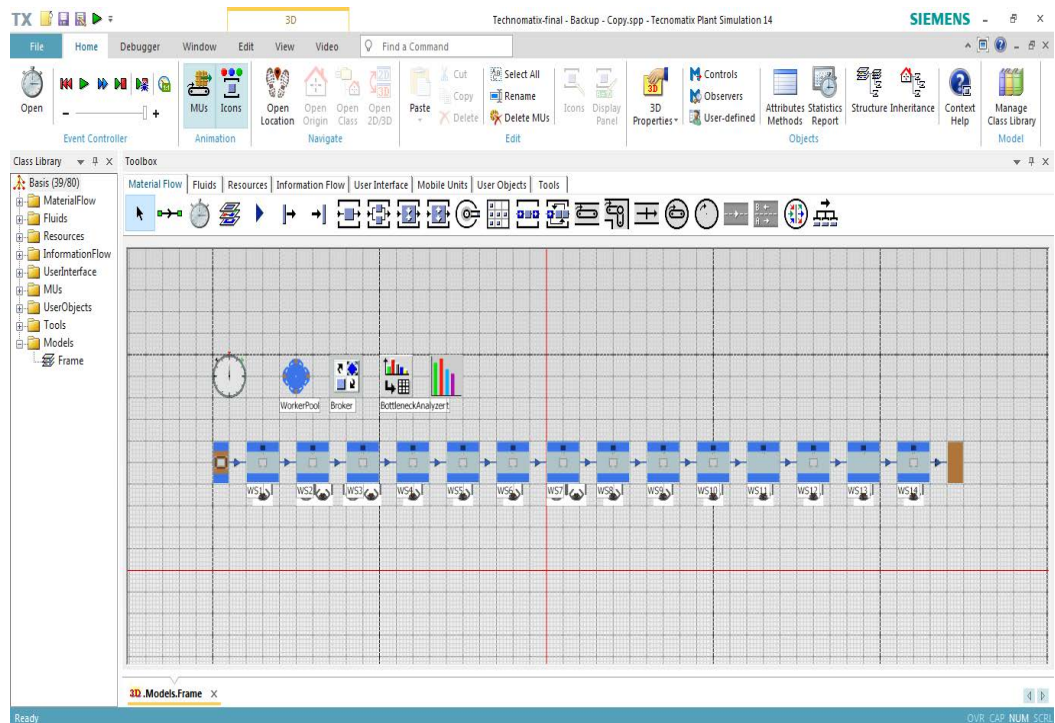 TX 3D Technomatix-final - Backup - Copy.spp - Tecnomatix Plant Simulation 14 SIEMENS
File Home Debugger Window Edit View Video Find a Command
Open MUs Icons Open Location Open Origin Open Class Open 2D/3D Paste Cut Copy Delete Select All Rename Delete MUs Icons Display Panel 3D Properties Controls Observers User-defined Attributes Methods Statistics Report Structure Inheritance Context Help Manage Class Library
Event Controller Animation Navigate Edit Objects Model
Class Library Toolbox
Basis (39/80)
MaterialFlow
Fluids
Resources
InformationFlow
UserInterface
MUs
UserObjects
Tools
Models
Frame
Material Flow Fluids Resources Information Flow User Interface Mobile Units User Objects Tools
WorkerPool Broker BottleneckAnalyzer
WS1 WS2 WS3 WS4 WS5 WS6 WS7 WS8 WS9 WS10 WS11 WS12 WS13 WS14
3D .Models.Frame X
Ready OVR CAP NUM SCRL